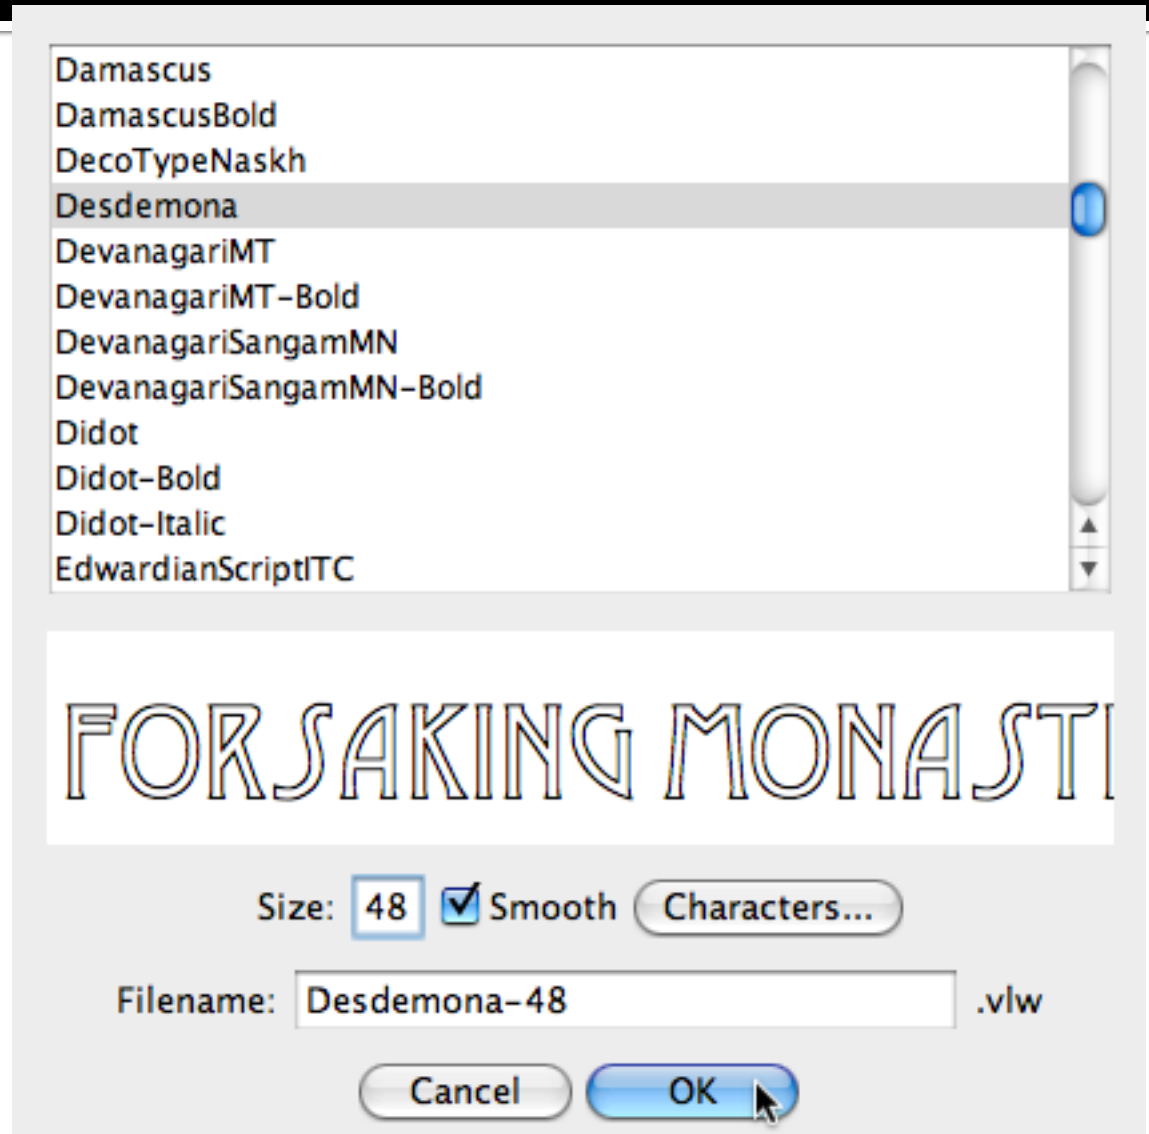 Damascus
DamascusBold
DecoTypeNaskh
Desdemona
DevanagariMT
DevanagariMT-Bold
DevanagariSangamMN
DevanagariSangamMN-Bold
Didot
Didot-Bold
Didot-Italic
EdwardianScriptITC
FORSAKING MONAST
Size: 48 Smooth Characters...
Filename: Desdemona-48 .vlw
Cancel OK